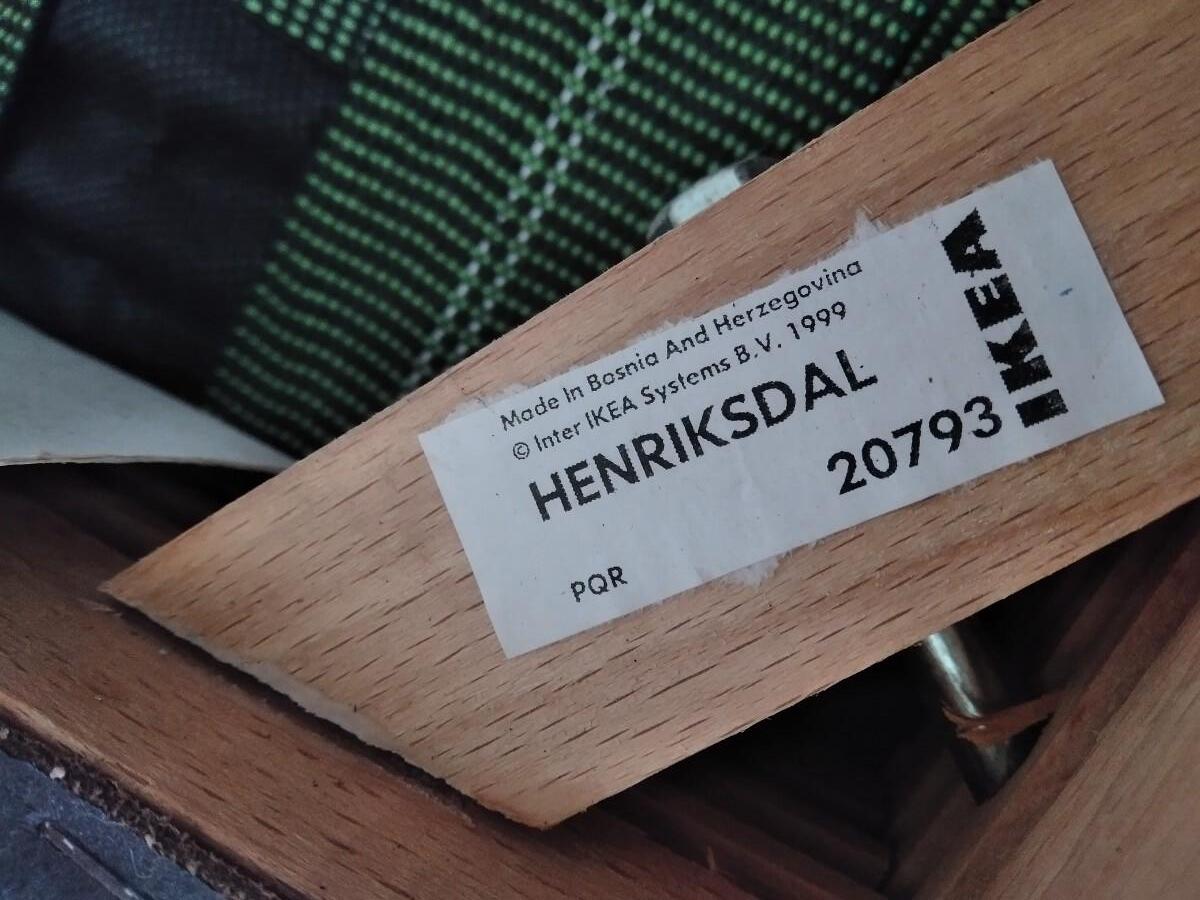 Made In Bosnia And Herzegovina
© Inter IKEA Systems B.V. 1999
HENRIKSDAL
20793
PQR
IKEA